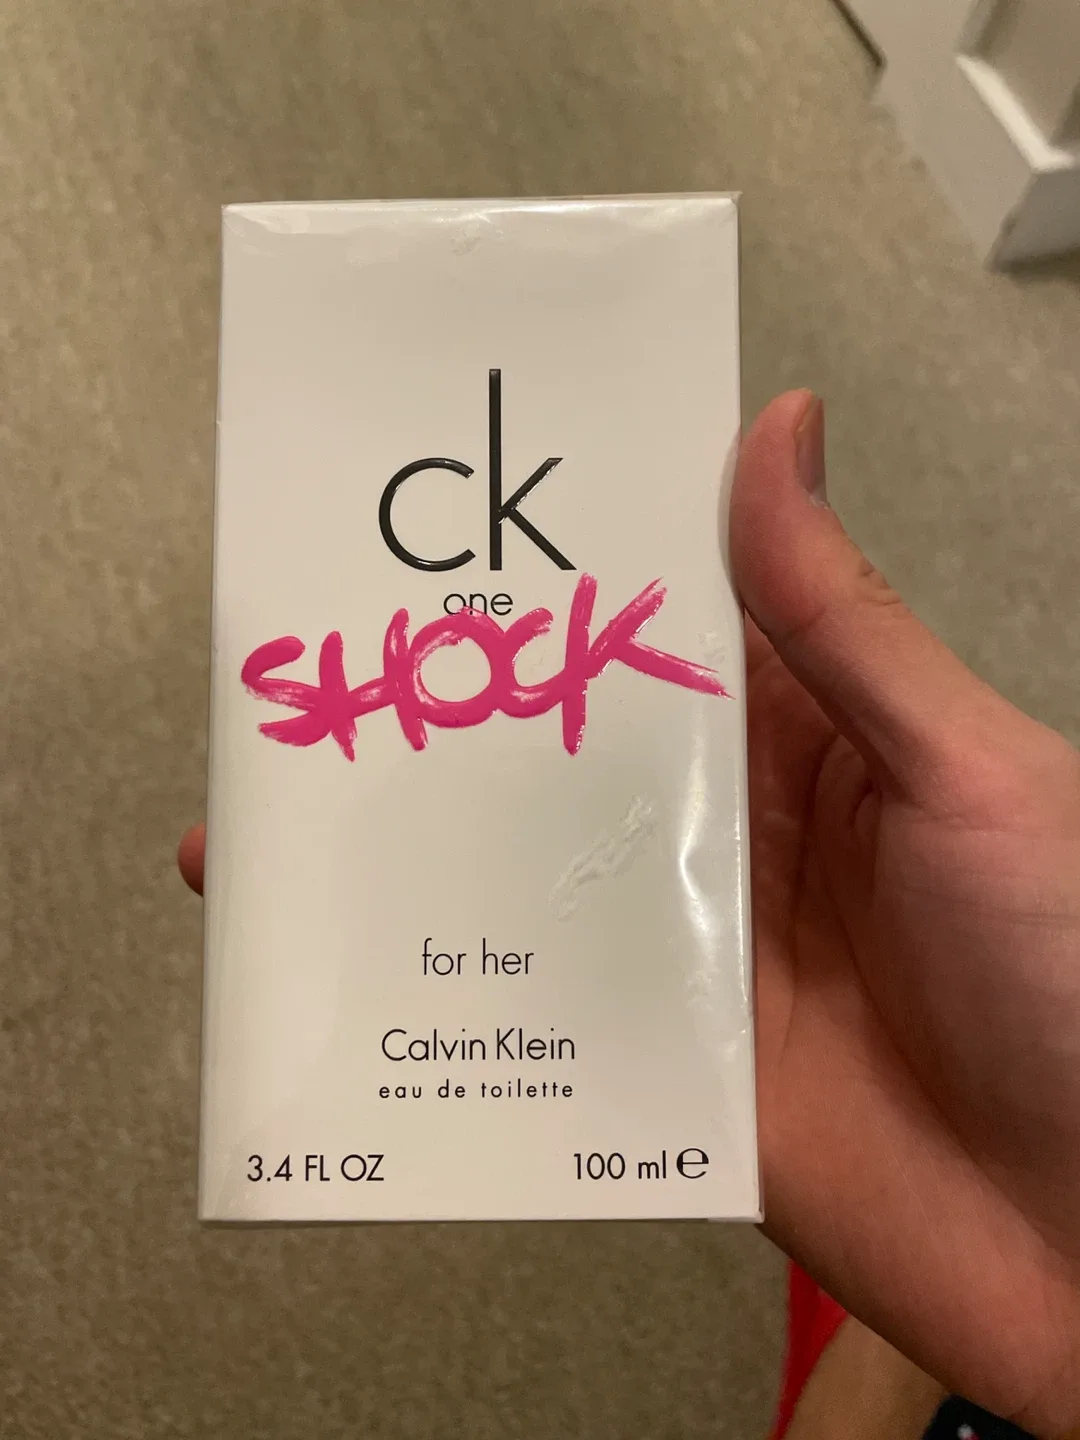 ck
one
SHOCK
for her
Calvin Klein
eau de toilette
3.4 FL OZ 100 ml ℮